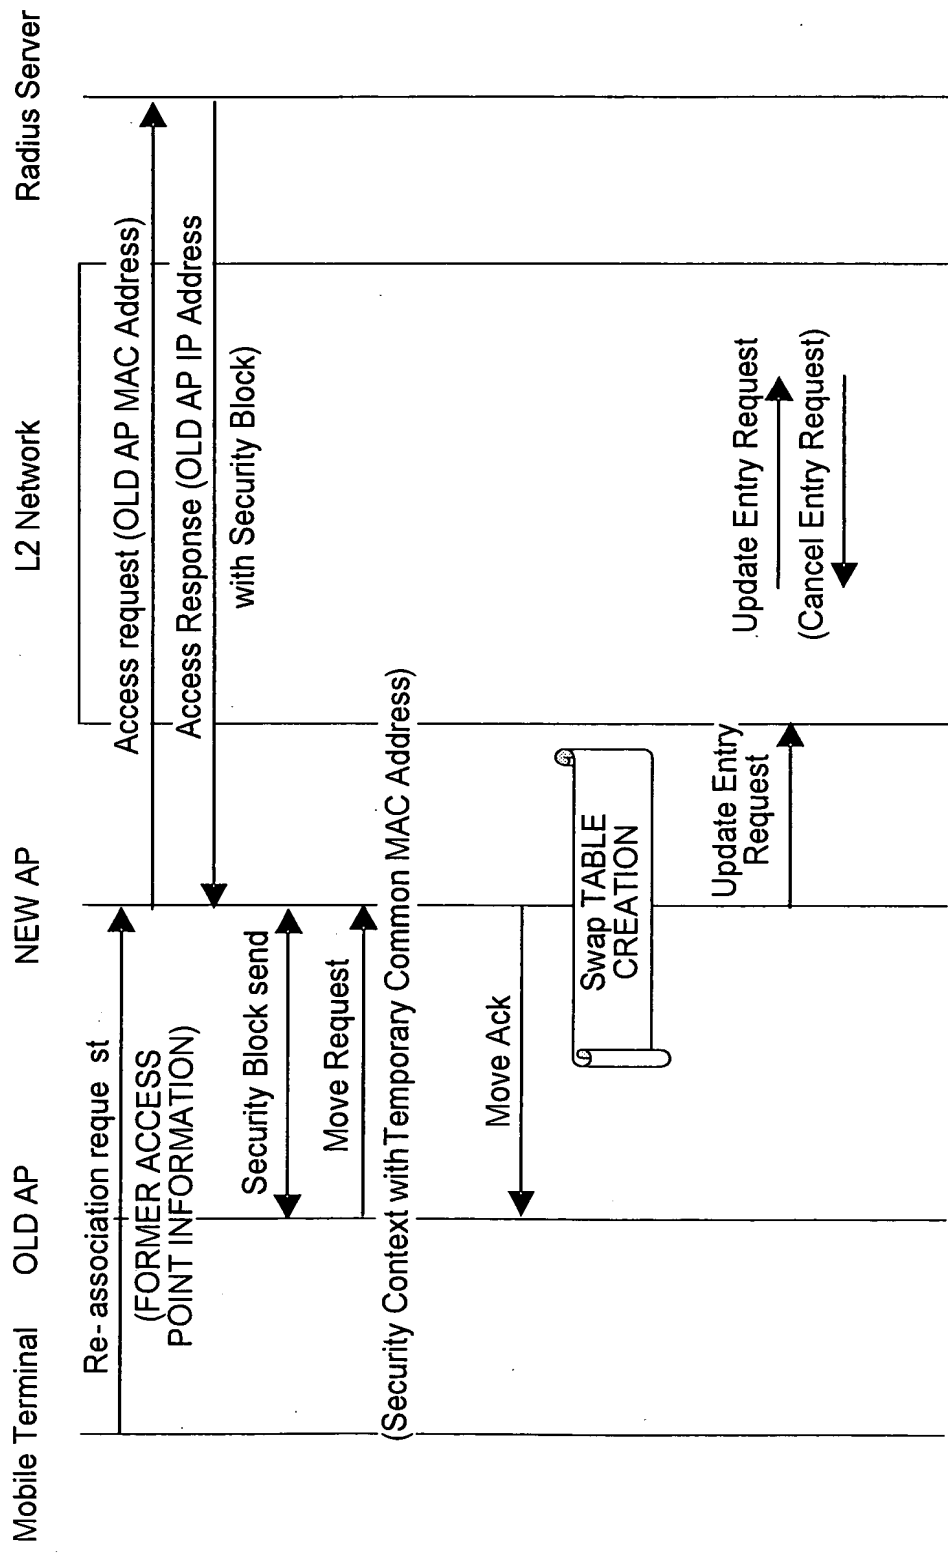 Mobile Terminal
OLD AP
NEW AP
L2 Network
Radius Server
Re- association reque st
(FORMER ACCESS
POINT INFORMATION)
Access request (OLD AP MAC Address)
Access Response (OLD AP IP Address
with Security Block)
Security Block send
Move Request
(Security Context with Temporary Common MAC Address)
Move Ack
Swap TABLE
CREATION
Update Entry
Request
Update Entry Request
(Cancel Entry Request)